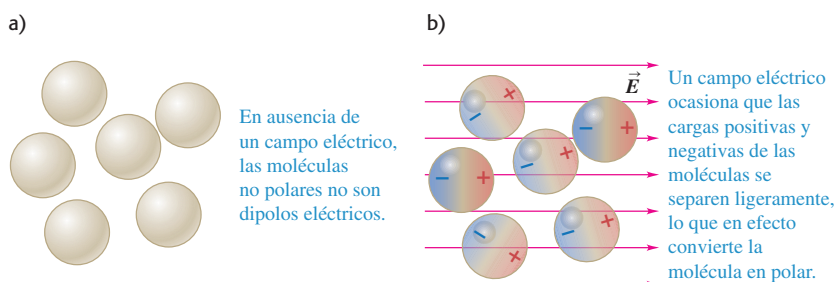 a)
En ausencia de
un campo eléctrico,
las moléculas
no polares no son
dipolos eléctricos.
b)
E
Un campo eléctrico
ocasiona que las
cargas positivas y
negativas de las
moléculas se
separen ligeramente,
lo que en efecto
convierte la
molécula en polar.